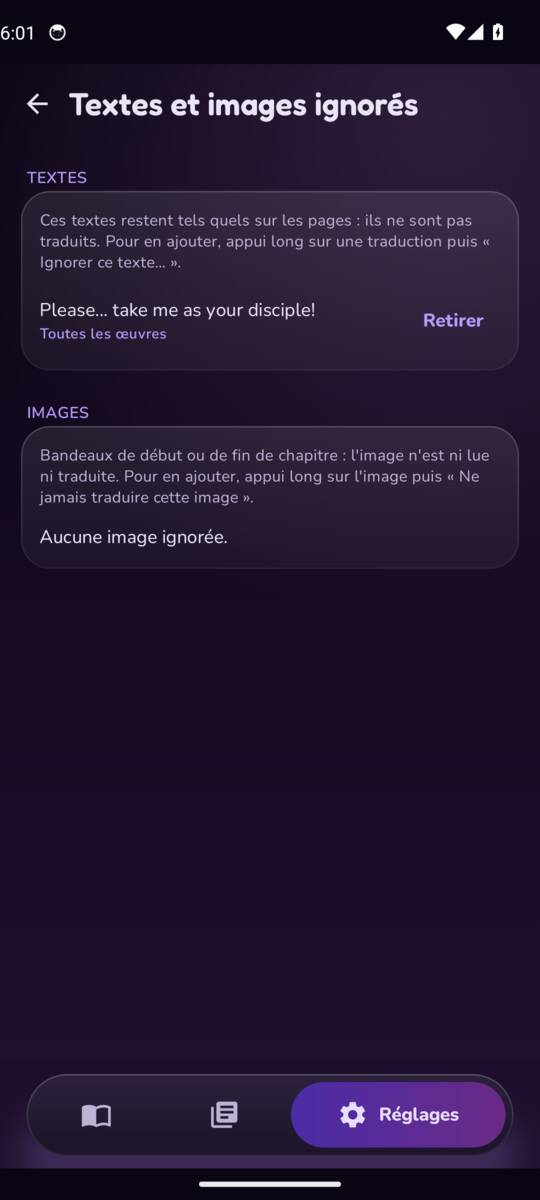 6:01
Textes et images ignorés
TEXTES
Ces textes restent tels quels sur les pages : ils ne sont pas
traduits. Pour en ajouter, appui long sur une traduction puis «
Ignorer ce texte... ».
Please... take me as your disciple!
Toutes les œuvres
Retirer
IMAGES
Bandeaux de début ou de fin de chapitre : l'image n'est ni lue
ni traduite. Pour en ajouter, appui long sur l'image puis « Ne
jamais traduire cette image ».
Aucune image ignorée.
Réglages